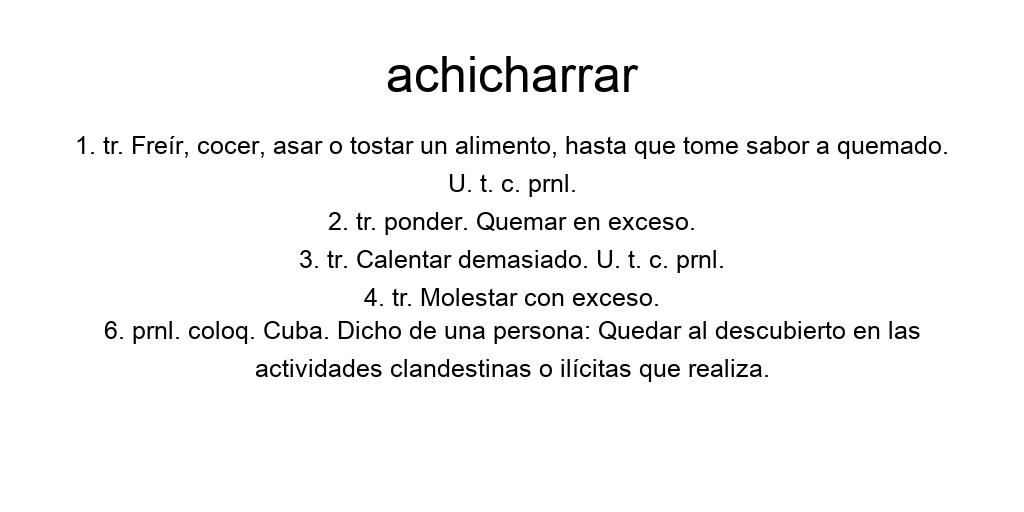 achicharrar
1. tr. Freír, cocer, asar o tostar un alimento, hasta que tome sabor a quemado.
U. t. c. prnl.
2. tr. ponder. Quemar en exceso.
3. tr. Calentar demasiado. U. t. c. prnl.
4. tr. Molestar con exceso.
6. prnl. coloq. Cuba. Dicho de una persona: Quedar al descubierto en las
actividades clandestinas o ilícitas que realiza.